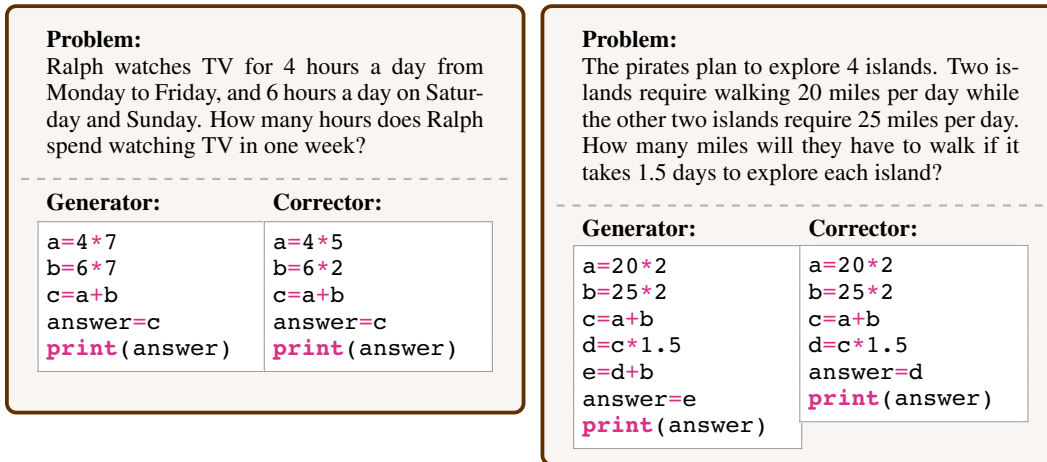 Problem:
Ralph watches TV for 4 hours a day from
Monday to Friday, and 6 hours a day on Satur-
day and Sunday. How many hours does Ralph
spend watching TV in one week?
Generator:
a=4*7
b=6*7
c=a+b
answer=c
print(answer)
Corrector:
a=4*5
b=6*2
c=a+b
answer=c
print(answer)
Problem:
The pirates plan to explore 4 islands. Two is-
lands require walking 20 miles per day while
the other two islands require 25 miles per day.
How many miles will they have to walk if it
takes 1.5 days to explore each island?
Generator:
a=20*2
b=25*2
c=a+b
d=c*1.5
e=d+b
answer=e
print(answer)
Corrector:
a=20*2
b=25*2
c=a+b
d=c*1.5
answer=d
print(answer)